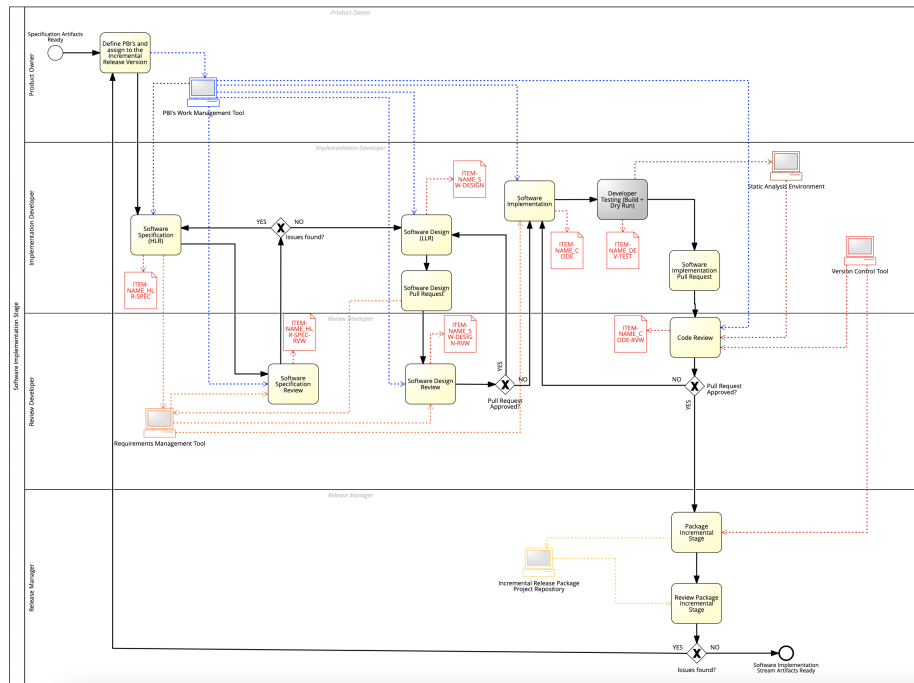 Product Owner
Specification Artifacts
Ready
Define PBI's and
assign to the
Incremental
Release Version
Product Owner
PBI's Work Management Tool
Implementation Developer
ITEM-
NAME_S
W-DESIGN
Software
Implementation
Developer
Testing (Build +
Dry Run)
Static Analysis Environment
Implementation Developer
Software
Specification
(HLR)
YES
NO
Issues found?
Software Design
(LLR)
ITEM-
NAME_C
ODE
ITEM-
NAME_DE
V-TEST
Software
Implementation
Pull Request
Version Control Tool
ITEM-
NAME_HL
R-SPEC
Software Design
Pull Request
Software Implementation Stage
Review Developer
ITEM-
NAME_HL
R-SPEC-
RVW
ITEM-
NAME_S
W-DESIG
N-RVW
ITEM-
NAME_C
ODE-RVW
Code Review
Review Developer
Software
Specification
Review
Software Design
Review
YES
NO
Pull Request
Approved?
NO
Pull Request
Approved?
YES
Requirements Management Tool
Release Manager
Package
Incremental
Stage
Incremental Release Package
Project Repository
Release Manager
Review Package
Incremental
Stage
YES
NO
Issues found?
Software Implementation
Stream Artifacts Ready